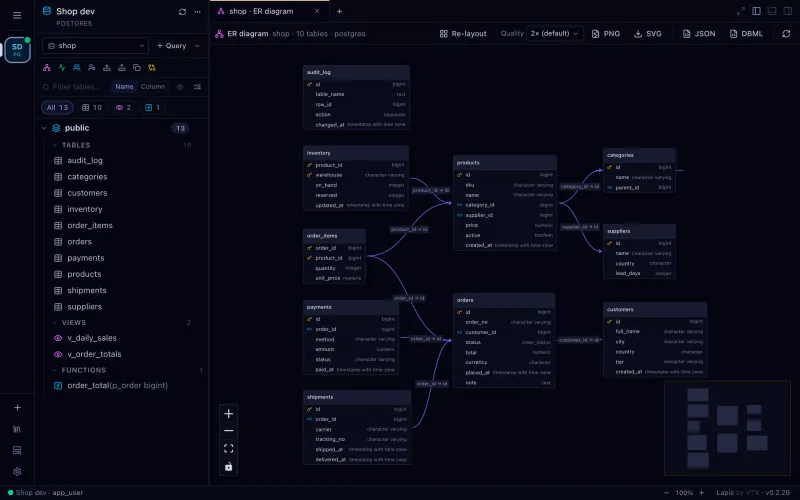 Shop dev
POSTGRES
SD
PG
shop
+ Query
Filter tables...
Name
Column
All 13
10
2
1
public
13
TABLES
10
audit_log
categories
customers
inventory
order_items
orders
payments
products
shipments
suppliers
VIEWS
2
v_daily_sales
v_order_totals
FUNCTIONS
1
order_total(p_order bigint)
shop · ER diagram
×
+
ER diagram shop · 10 tables · postgres
Re-layout
Quality
2× (default)
PNG
SVG
JSON
DBML
audit_log
id bigint
table_name text
row_id bigint
action character
changed_at timestamp with time zone
inventory
product_id bigint
warehouse character varying
on_hand integer
reserved integer
updated_at timestamp with time zone
order_items
order_id bigint
product_id bigint
quantity integer
unit_price numeric
payments
id bigint
order_id bigint
method character varying
amount numeric
status character varying
paid_at timestamp with time zone
shipments
id bigint
order_id bigint
carrier character varying
tracking_no character varying
shipped_at timestamp with time zone
delivered_at timestamp with time zone
products
id bigint
sku character varying
name character varying
category_id bigint
supplier_id bigint
price numeric
active boolean
created_at timestamp with time zone
orders
id bigint
order_no character varying
customer_id bigint
status order_status
total numeric
currency character
placed_at timestamp with time zone
note text
categories
id bigint
name character varying
parent_id bigint
suppliers
id bigint
name character varying
country character
lead_days integer
customers
id bigint
full_name character varying
city character varying
country character
tier character varying
created_at timestamp with time zone
product_id → id
product_id → id
order_id → id
order_id → id
order_id → id
category_id → id
supplier_id → id
customer_id → id
Shop dev · app_user
− 100% +
Lapis by VTX · v0.2.26